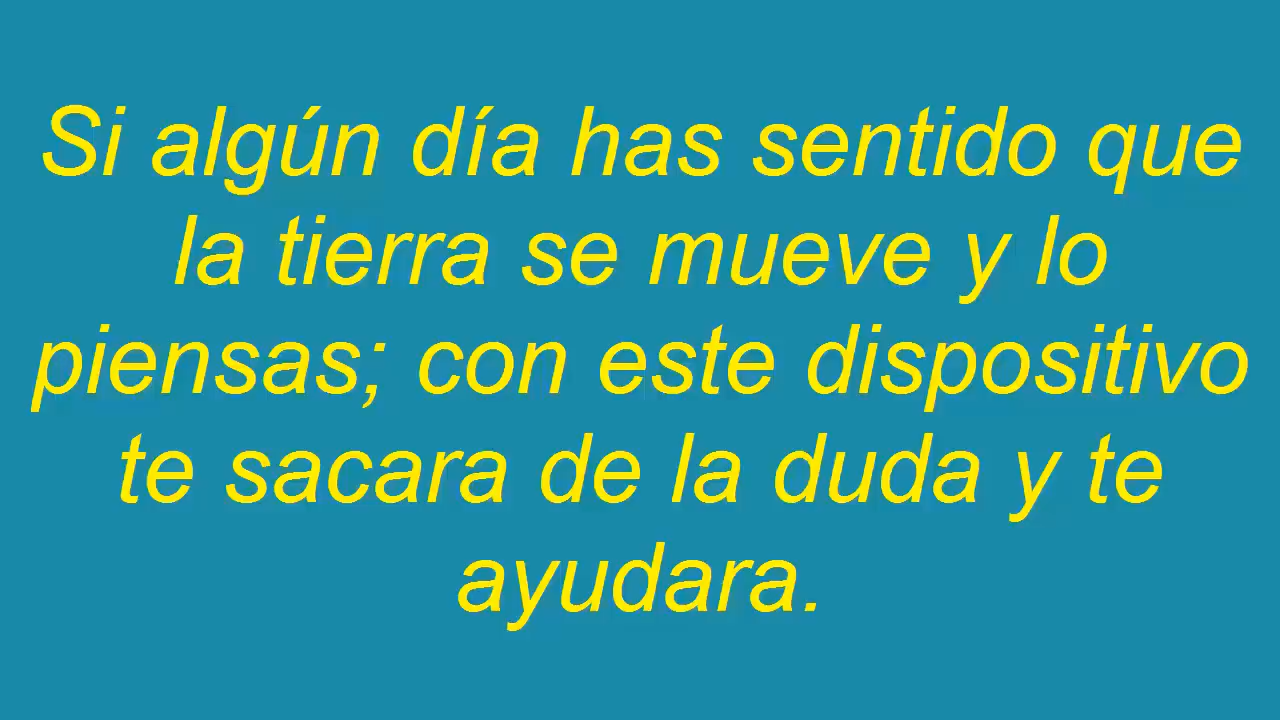 Si algún día has sentido que
la tierra se mueve y lo
piensas; con este dispositivo
te sacara de la duda y te
ayudara.